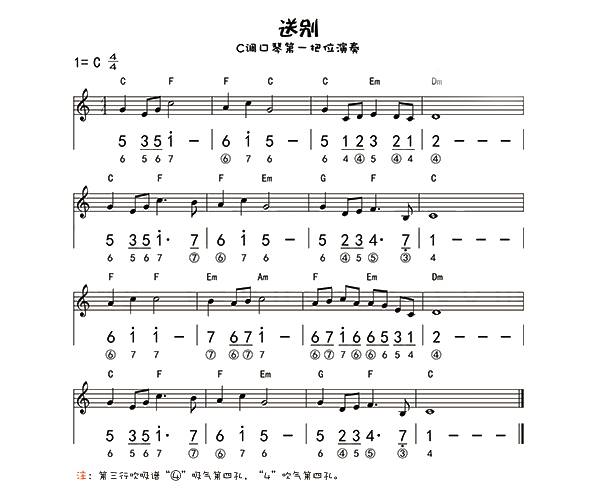 送别
C调口琴第一把位演奏
1= C 4/4
C F F C C Em Dm
5 3 5 i - | 6 i 5 - | 5 1 2 3 2 1 | 2 - - - |
6 5 6 7 ⑥ 7 6 6 4 ④ 5 ④ 4 ④
C F F Em G F C
5 3 5 i· 7 | 6 i 5 - | 5 2 3 4· 7 | 1 - - - |
6 5 6 7 ⑦ ⑥ 7 6 6 ④ 5 ⑤ ③ 4
F F Em Am F Em Dm
6 i i - | 7 6 7 i - | 6 7 i 6 6 5 3 1 | 2 - - - |
⑥ 7 7 ⑦ ⑥ ⑦ 7 ⑥ ⑦ 7 ⑥ ⑥ 6 5 4 ④
C F F Em G F C
5 3 5 i· 7 | 6 i 5 - | 5 2 3 4· 7 | 1 - - - |
6 5 6 7 ⑦ ⑥ 7 6 6 ④ 5 ⑤ ③ 4
注: 第三行吹吸谱“④”吸气第四孔, “4”吹气第四孔。